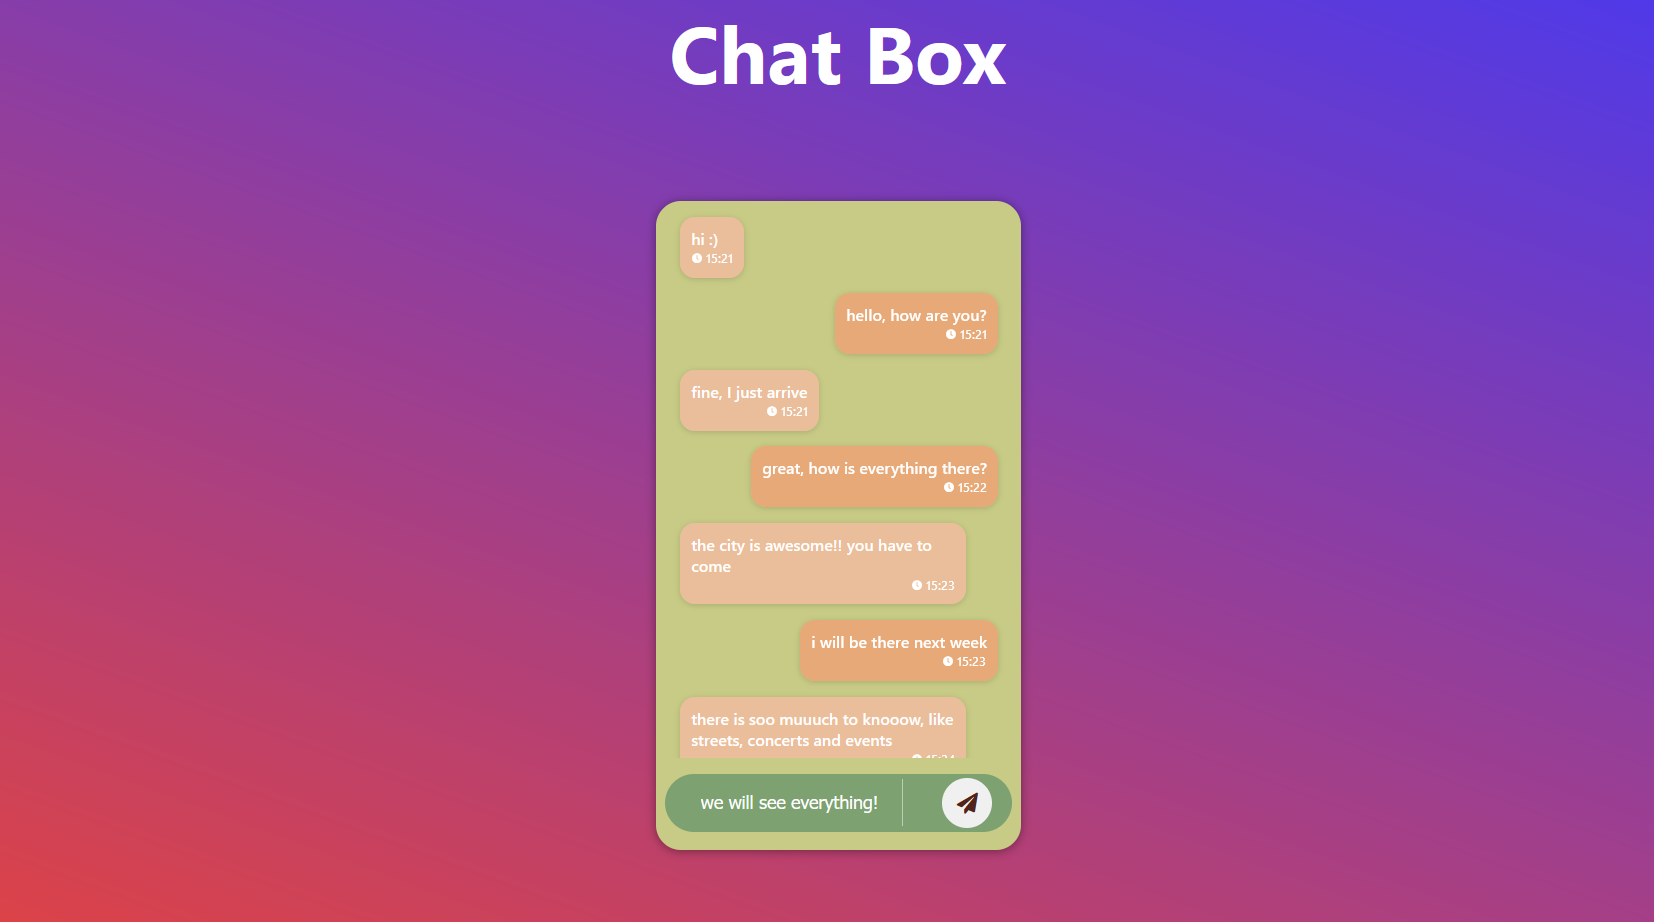 Chat Box
hi :)
15:21
hello, how are you?
15:21
fine, I just arrive
15:21
great, how is everything there?
15:22
the city is awesome!! you have to
come
15:23
i will be there next week
15:23
there is soo muuuch to knooow, like
streets, concerts and events
we will see everything!